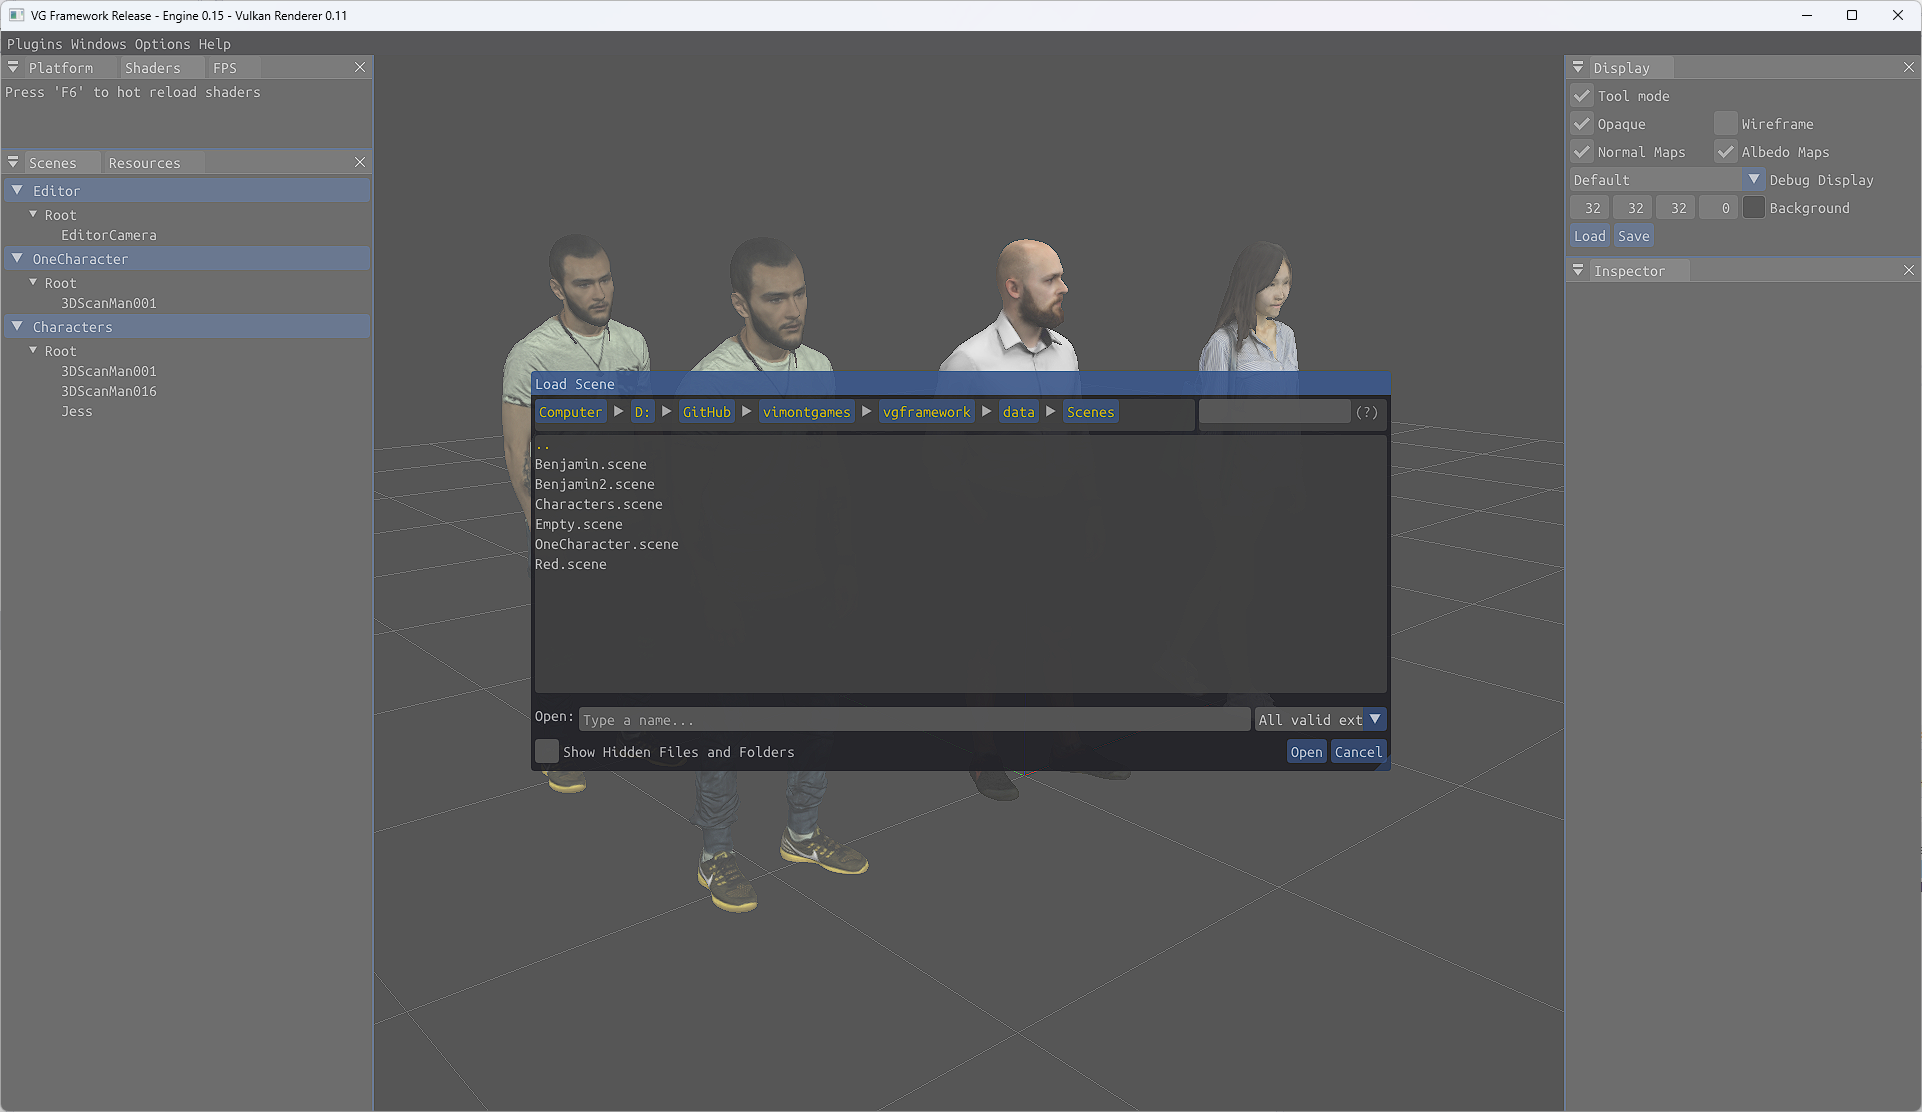 VG Framework Release - Engine 0.15 - Vulkan Renderer 0.11
Plugins Windows Options Help
Platform Shaders FPS
Press 'F6' to hot reload shaders
Scenes Resources
Editor
Root
EditorCamera
OneCharacter
Root
3DScanMan001
Characters
Root
3DScanMan001
3DScanMan016
Jess
Load Scene
Computer D: GitHub vimontgames vgframework data Scenes (?)
..
Benjamin.scene
Benjamin2.scene
Characters.scene
Empty.scene
OneCharacter.scene
Red.scene
Open: Type a name... All valid ext
Show Hidden Files and Folders Open Cancel
Display
Tool mode
Opaque Wireframe
Normal Maps Albedo Maps
Default Debug Display
32 32 32 0 Background
Load Save
Inspector